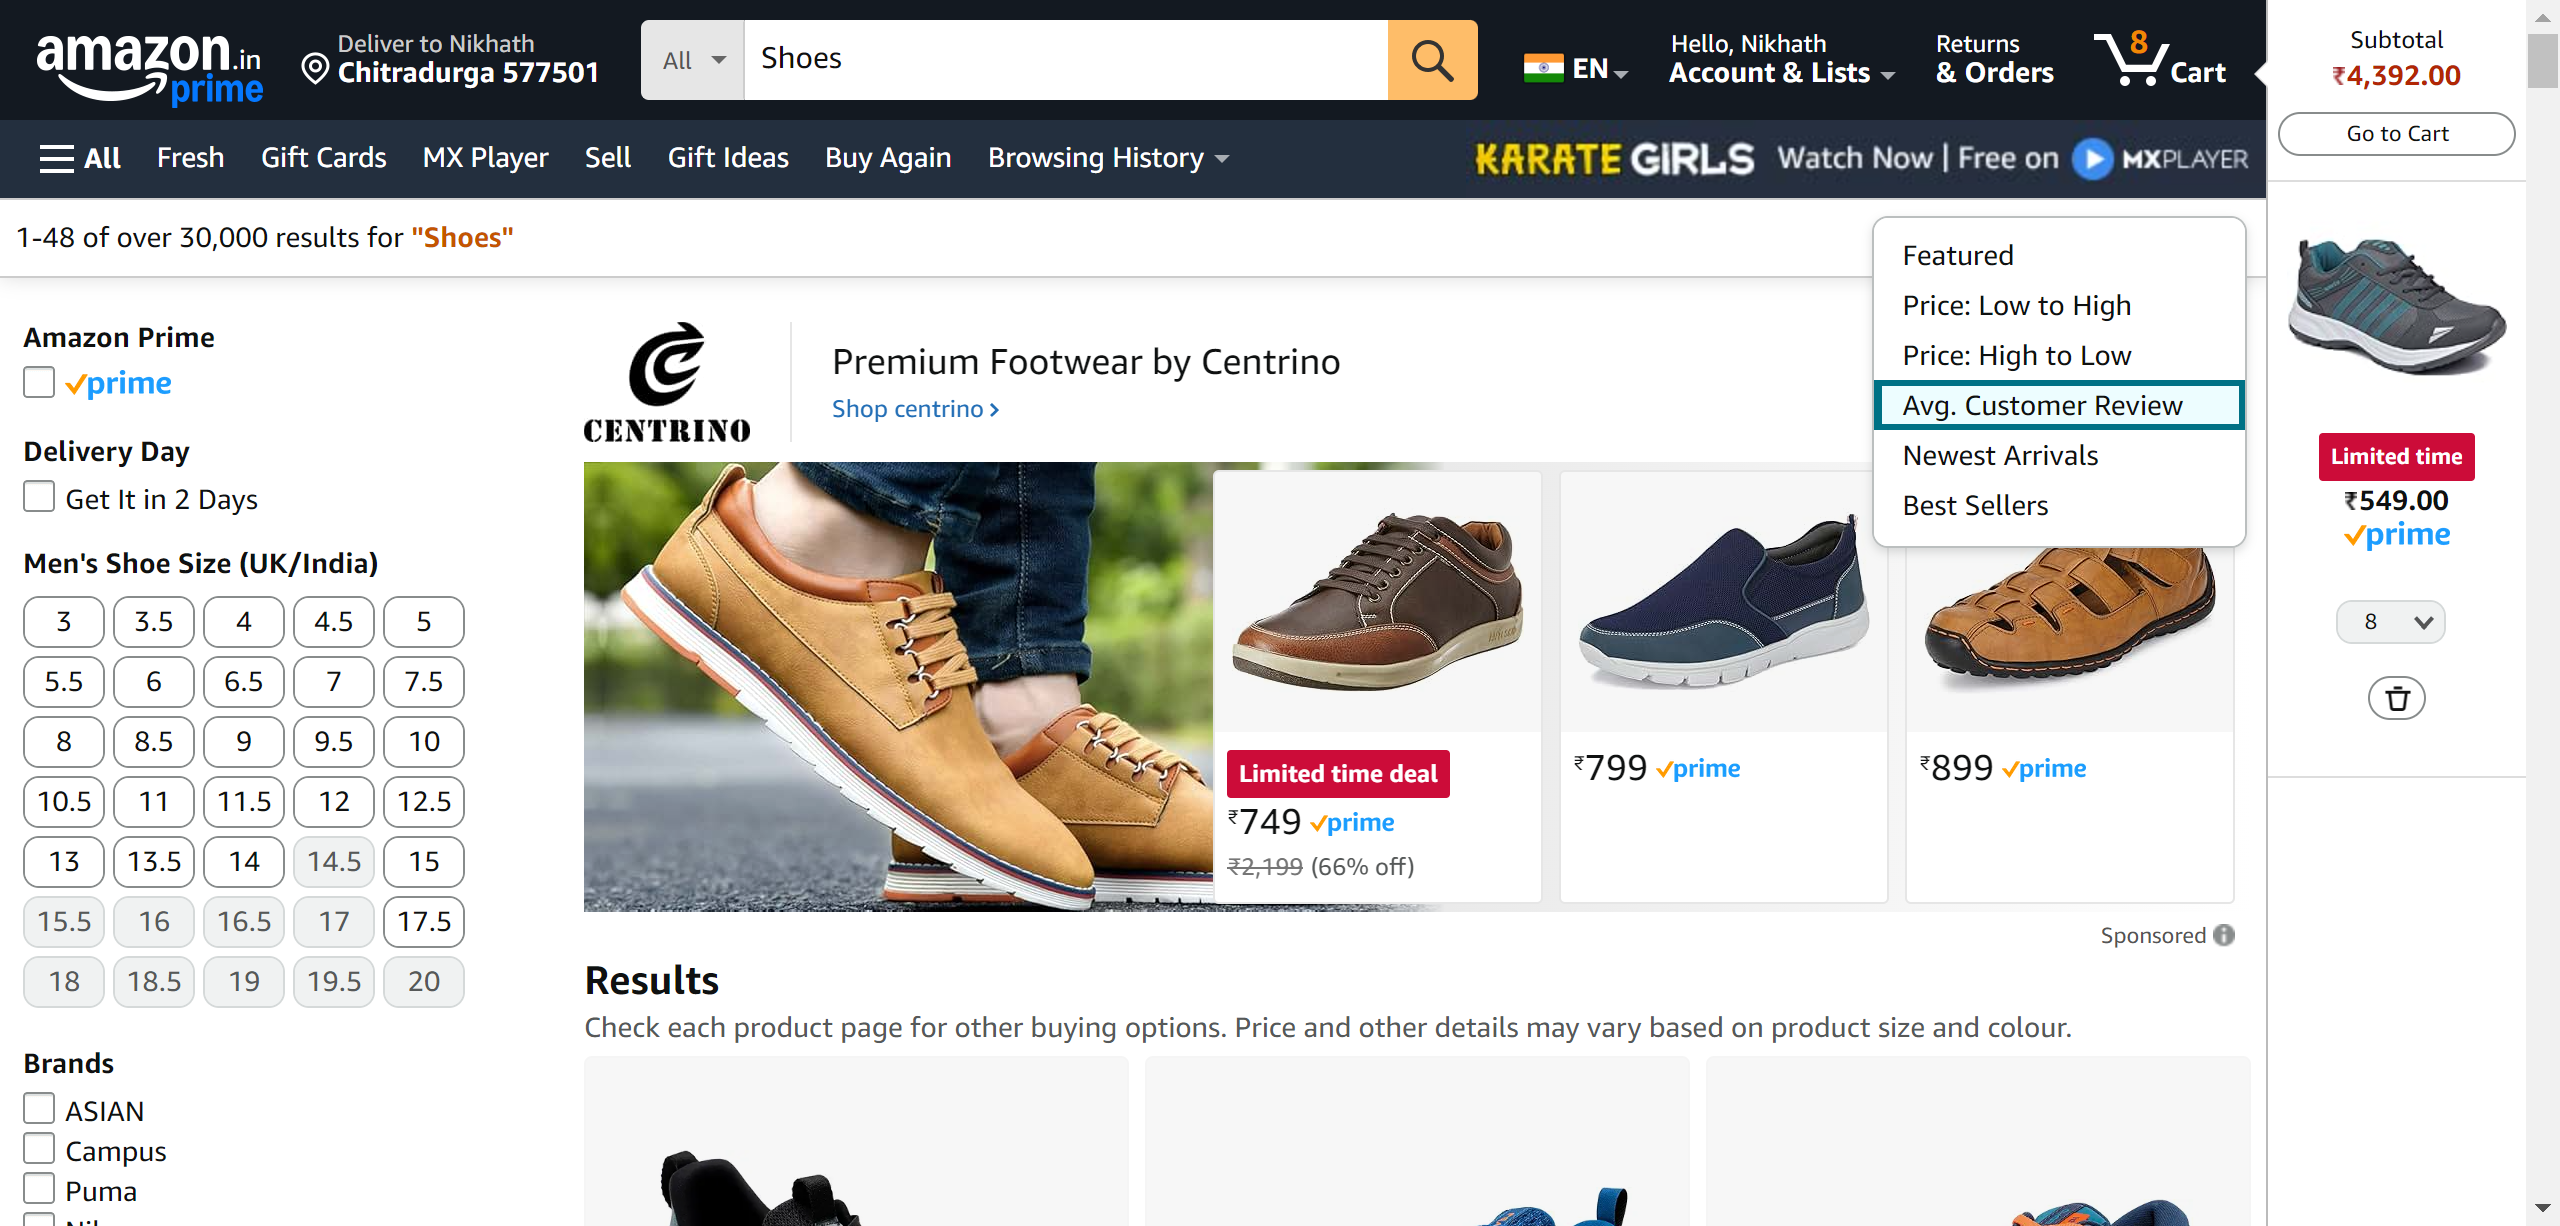 amazon.in
prime
Deliver to Nikhath
Chitradurga 577501
All
Shoes
EN
Hello, Nikhath
Account & Lists
Returns
& Orders
8
Cart
Subtotal
₹4,392.00
Go to Cart
All
Fresh
Gift Cards
MX Player
Sell
Gift Ideas
Buy Again
Browsing History
KARATE GIRLS Watch Now | Free on MXPLAYER
1-48 of over 30,000 results for "Shoes"
Featured
Price: Low to High
Price: High to Low
Avg. Customer Review
Newest Arrivals
Best Sellers
Amazon Prime
prime
Delivery Day
Get It in 2 Days
Men's Shoe Size (UK/India)
3 3.5 4 4.5 5
5.5 6 6.5 7 7.5
8 8.5 9 9.5 10
10.5 11 11.5 12 12.5
13 13.5 14 14.5 15
15.5 16 16.5 17 17.5
18 18.5 19 19.5 20
Brands
ASIAN
Campus
Puma
CENTRINO
Premium Footwear by Centrino
Shop centrino
Limited time deal
₹749 prime
₹2,199 (66% off)
₹799 prime
₹899 prime
Sponsored
Results
Check each product page for other buying options. Price and other details may vary based on product size and colour.
Limited time
₹549.00
prime
8